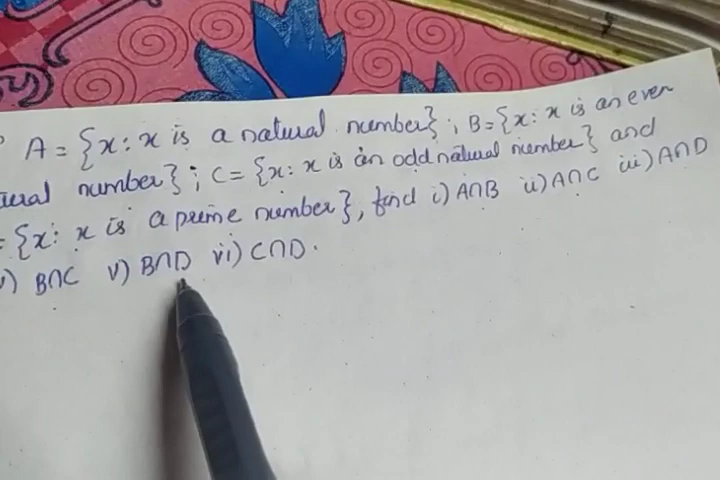 A = {x: x is a natural number}; B = {x: x is an even
number}; C = {x: x is an odd natural number} and
= {x: x is a prime number}, find i) A∩B ii) A∩C iii) A∩D
) B∩C v) B∩D vi) C∩D.